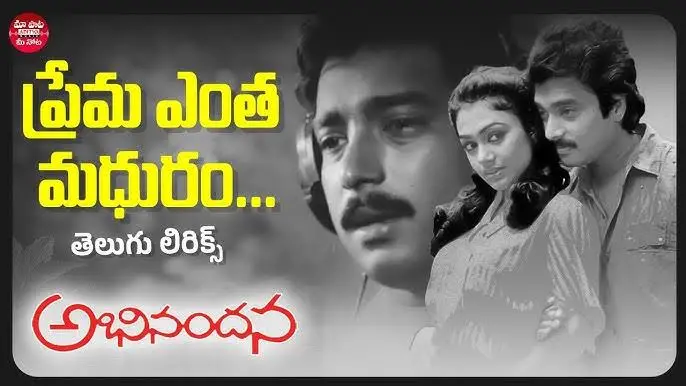 మా పాట
మీ నోట
ప్రేమ ఎంత
మధురం...
తెలుగు లిరిక్స్
అభినందన